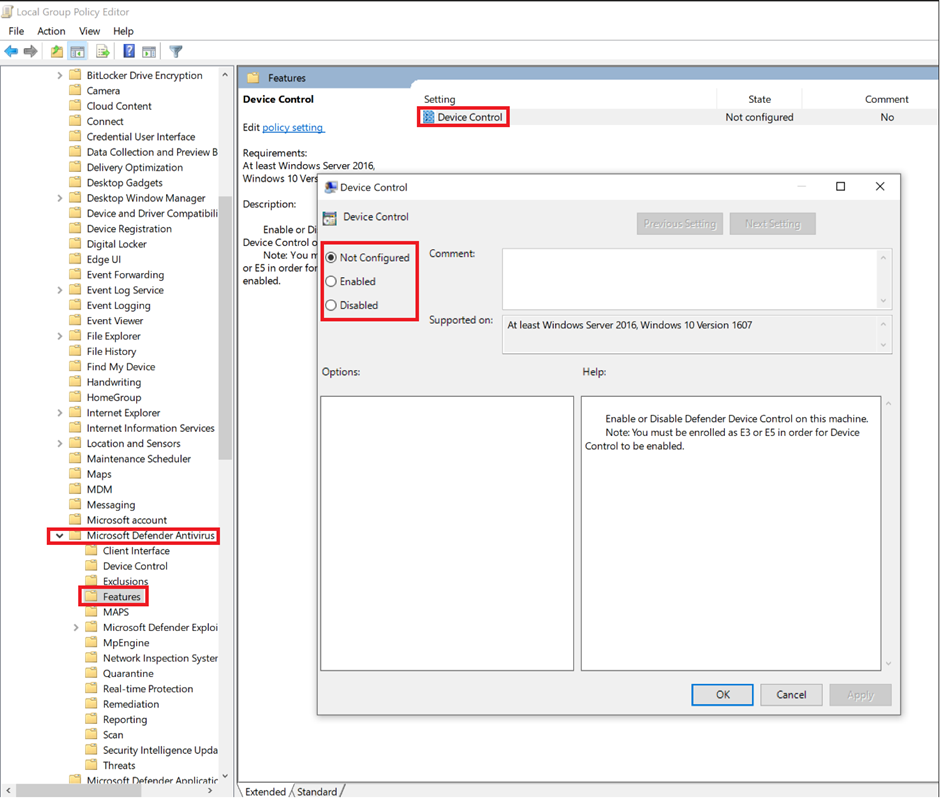 Local Group Policy Editor
File Action View Help
BitLocker Drive Encryption
Camera
Cloud Content
Connect
Credential User Interface
Data Collection and Preview B
Delivery Optimization
Desktop Gadgets
Desktop Window Manager
Device and Driver Compatibili
Device Registration
Digital Locker
Edge UI
Event Forwarding
Event Log Service
Event Logging
Event Viewer
File Explorer
File History
Find My Device
Handwriting
HomeGroup
Internet Explorer
Internet Information Services
Location and Sensors
Maintenance Scheduler
Maps
MDM
Messaging
Microsoft account
Microsoft Defender Antivirus
Client Interface
Device Control
Exclusions
Features
MAPS
Microsoft Defender Exploi
MpEngine
Network Inspection System
Quarantine
Real-time Protection
Remediation
Reporting
Scan
Security Intelligence Upda
Threats
Microsoft Defender Applicatic
Features
Device Control
Edit policy setting
Requirements:
At least Windows Server 2016,
Windows 10 Vers
Description:
Enable or Di
Device Control o
Note: You m
or E5 in order for
enabled.
Setting State Comment
Device Control Not configured No
Extended Standard
Device Control
Device Control
Previous Setting Next Setting
Not Configured
Enabled
Disabled
Comment:
Supported on:
At least Windows Server 2016, Windows 10 Version 1607
Options:
Help:
Enable or Disable Defender Device Control on this machine.
Note: You must be enrolled as E3 or E5 in order for Device
Control to be enabled.
OK Cancel Apply